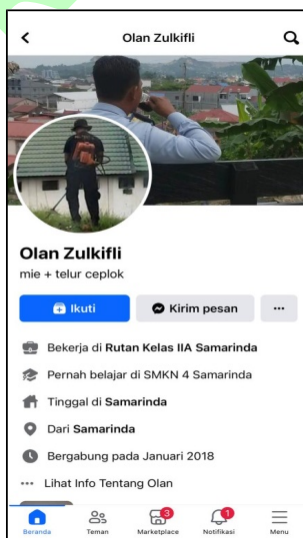 Olan Zulkifli
Olan Zulkifli
mie + telur ceplok
Ikuti
Kirim pesan
Bekerja di Rutan Kelas IIA Samarinda
Pernah belajar di SMKN 4 Samarinda
Tinggal di Samarinda
Dari Samarinda
Bergabung pada Januari 2018
Lihat Info Tentang Olan
3
1
Beranda
Teman
Marketplace
Notifikasi
Menu